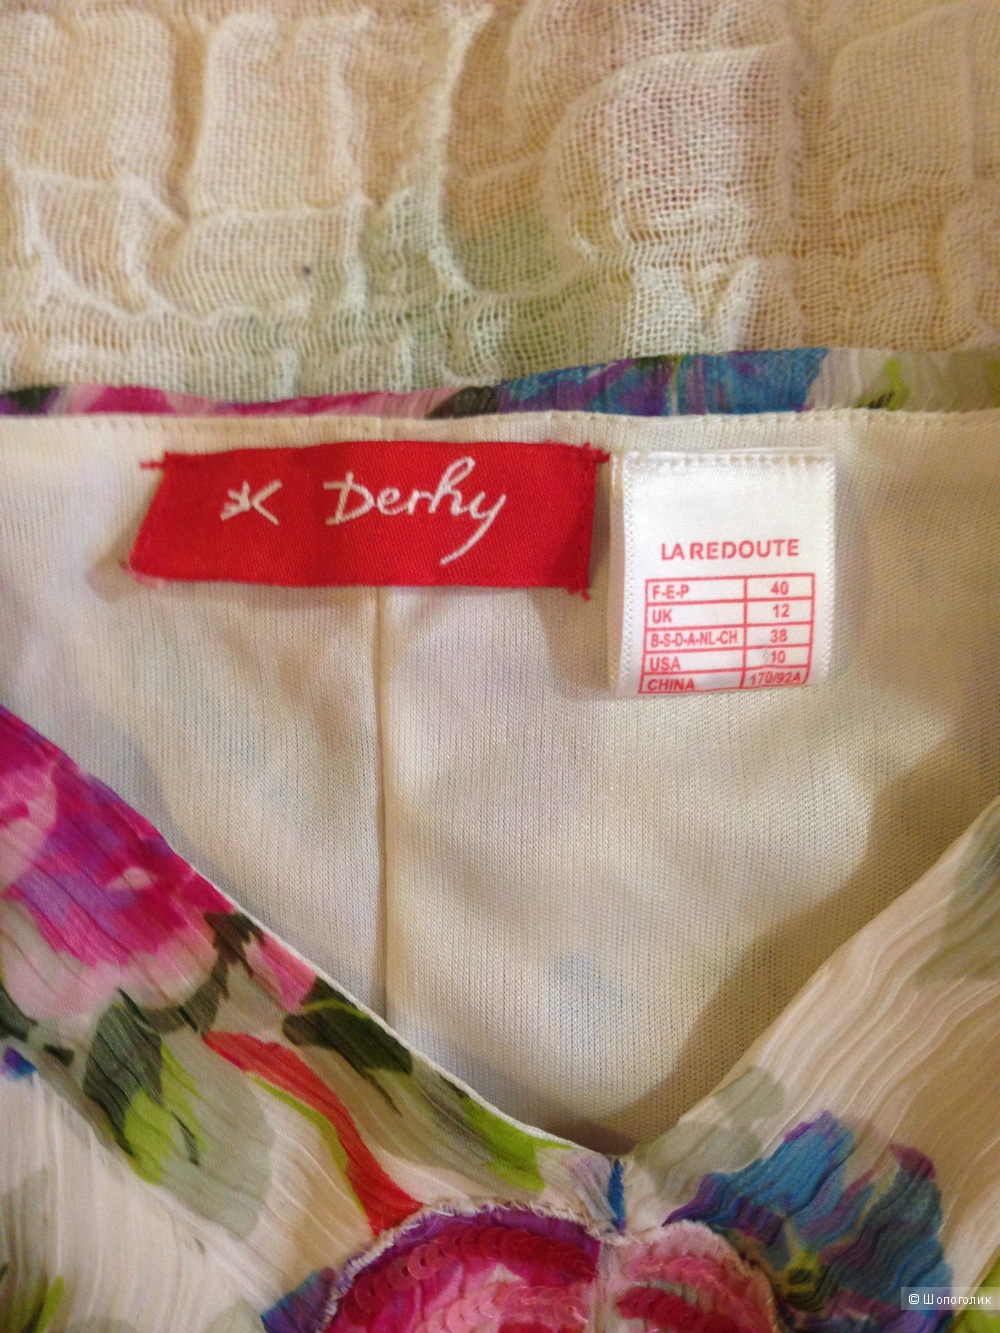 Derhy
LA REDOUTE
F-E-P 40
UK 12
B-S-D-A-NL-CH 38
USA 10
CHINA 170/92A
© Шопоголик